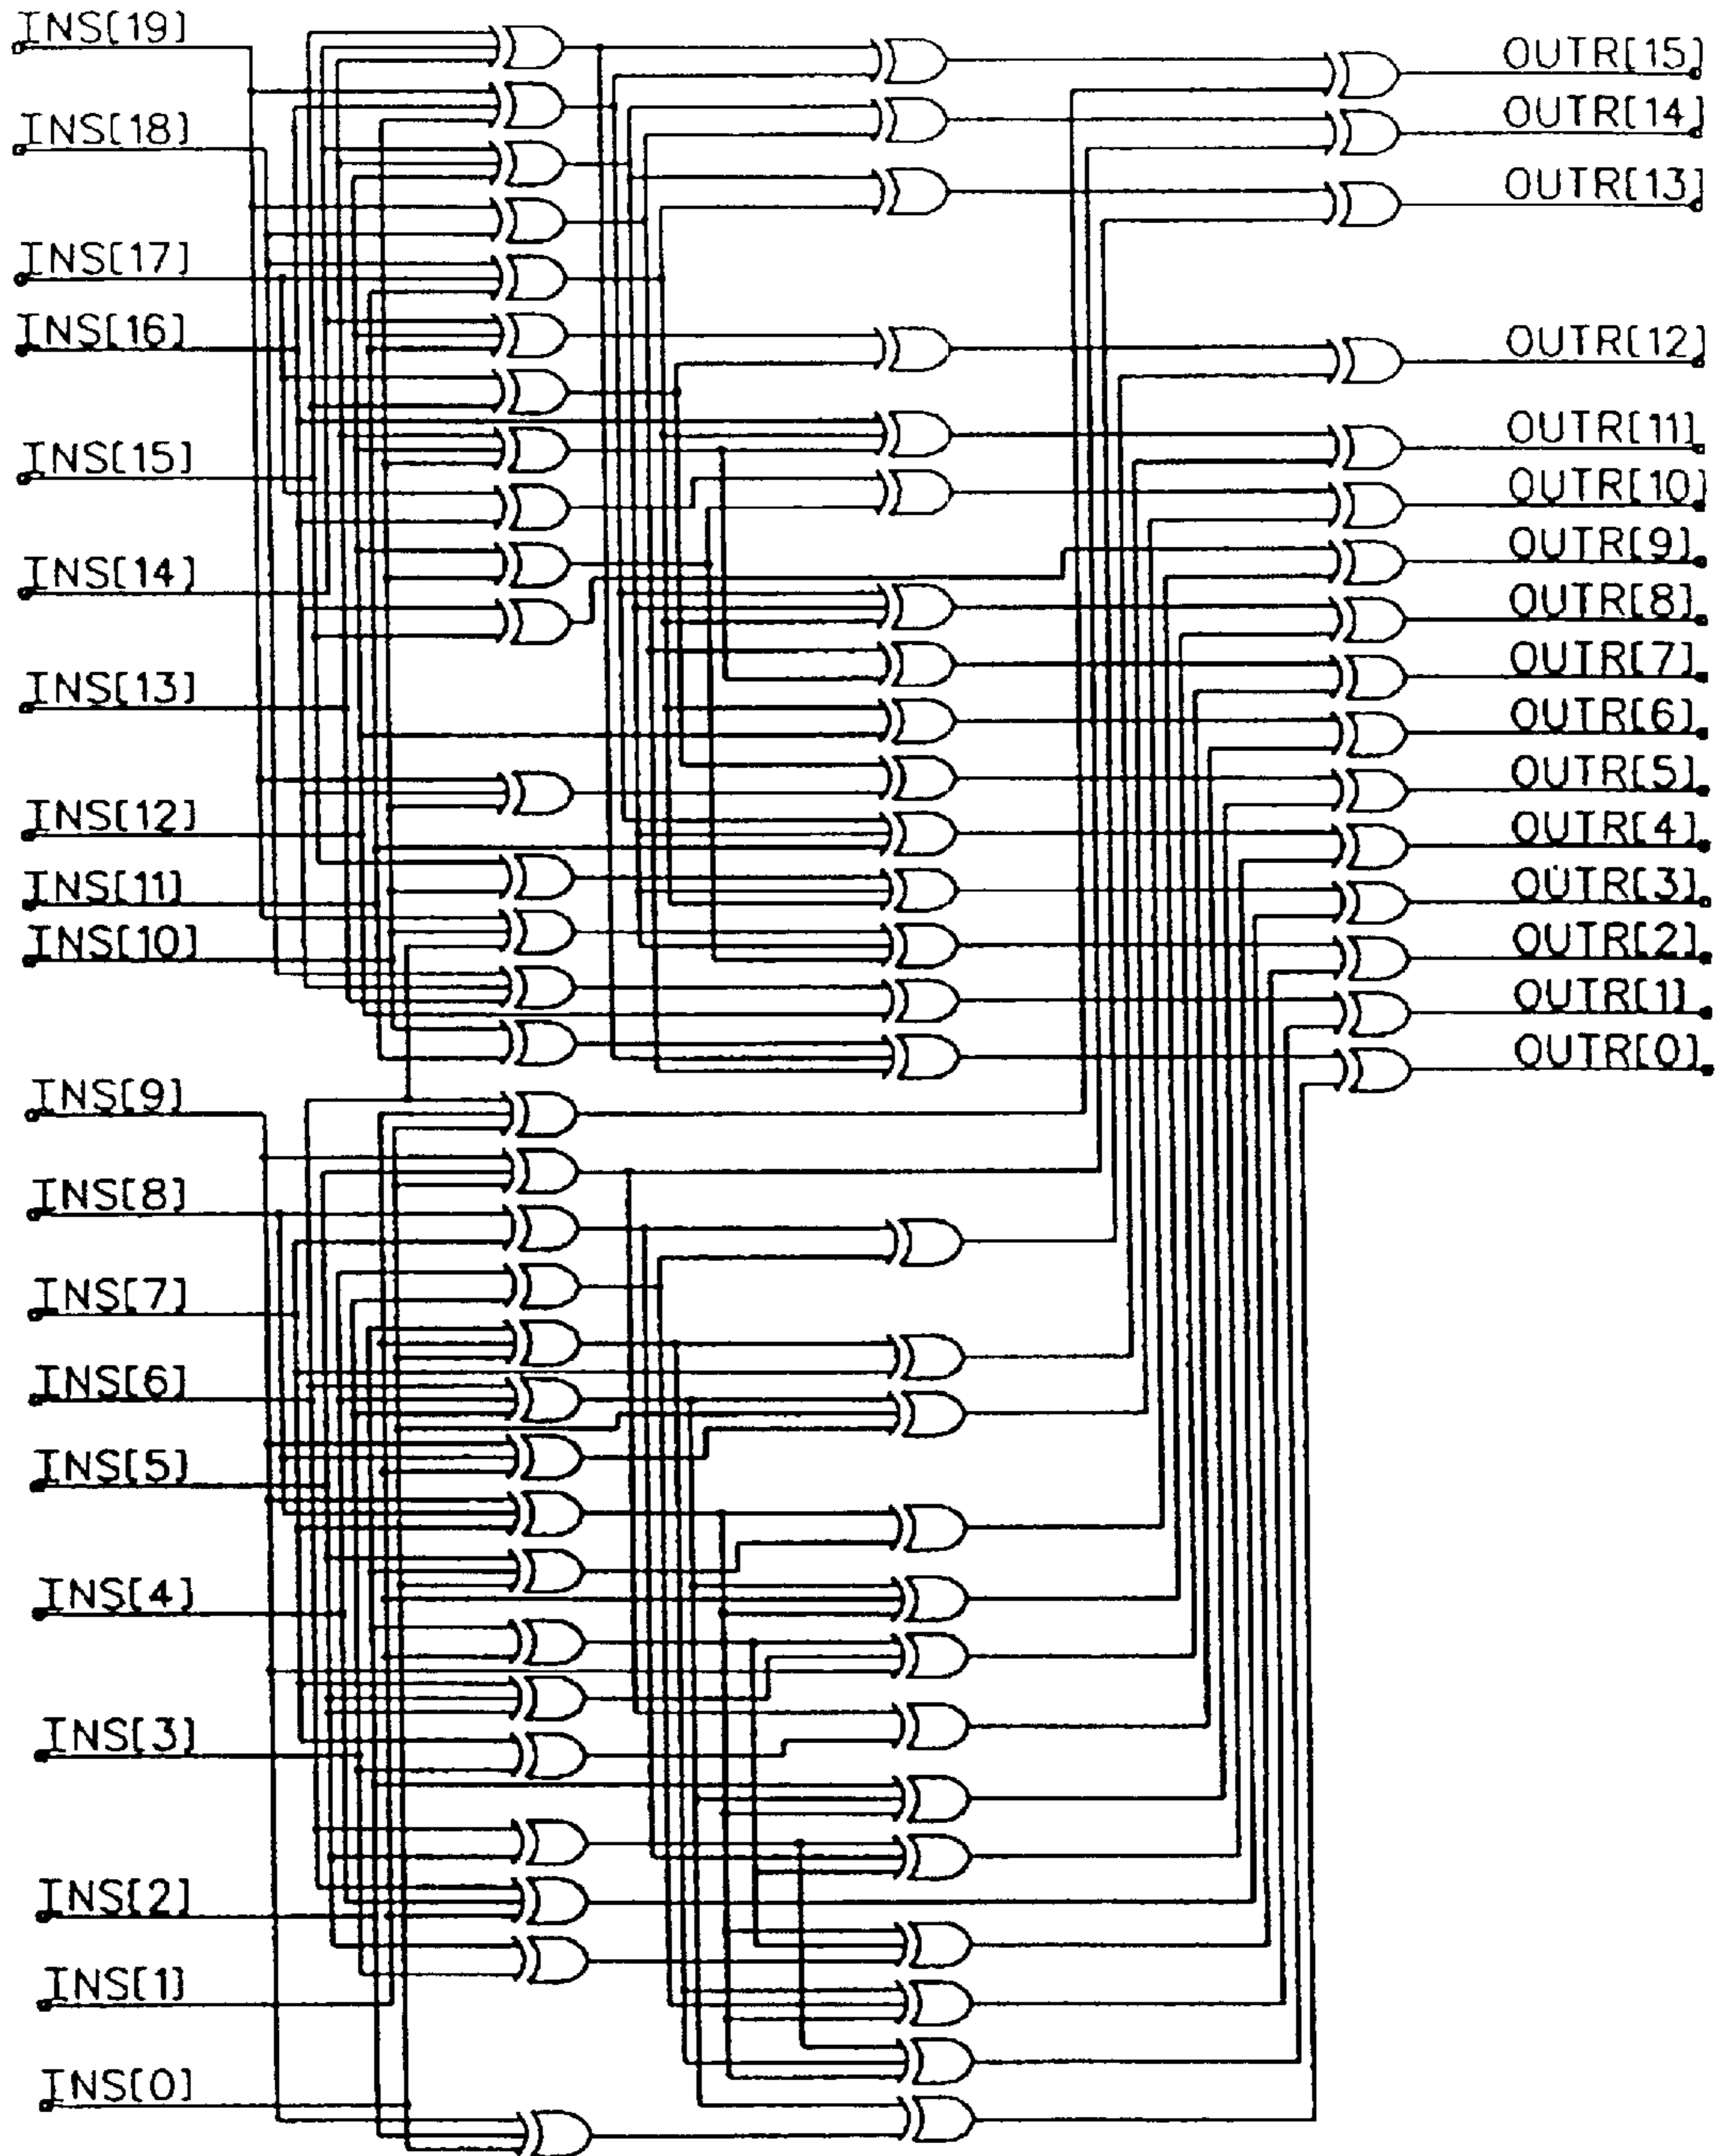 INS[19]
OUTR[15]
OUTR[14]
INS[18]
OUTR[13]
INS[17]
INS[16]
OUTR[12]
OUTR[11]
INS[15]
OUTR[10]
OUTR[9]
INS[14]
OUTR[8]
OUTR[7]
INS[13]
OUTR[6]
OUTR[5]
INS[12]
OUTR[4]
INS[11]
OUTR[3]
INS[10]
OUTR[2]
OUTR[1]
OUTR[0]
INS[9]
INS[8]
INS[7]
INS[6]
INS[5]
INS[4]
INS[3]
INS[2]
INS[1]
INS[0]